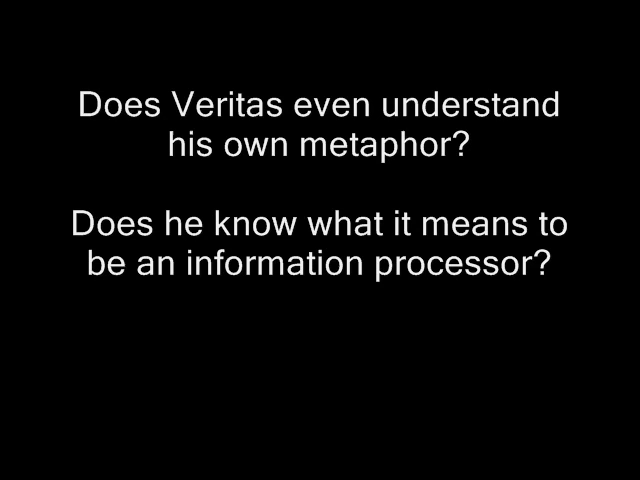 Does Veritas even understand
his own metaphor?
Does he know what it means to
be an information processor?